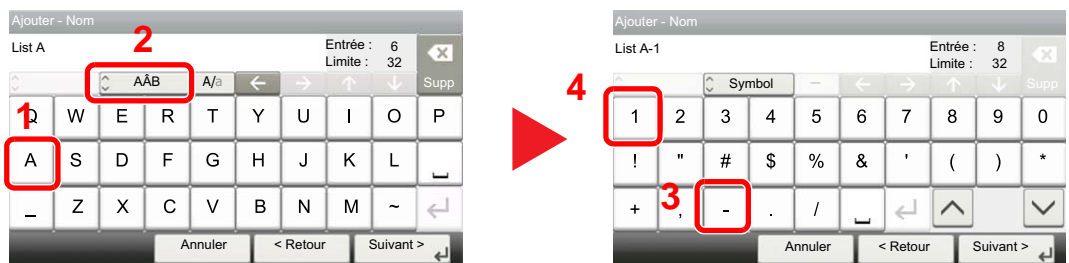 Ajouter - Nom
List A
Entrée : 6
Limite : 32
2
AÂB A/a ← → ↑ ↓ Supp
1
Q W E R T Y U I O P
A S D F G H J K L
_ Z X C V B N M ~
Annuler < Retour Suivant >
Ajouter - Nom
List A-1
Entrée : 8
Limite : 32
4
Symbol ← → ↑ ↓ Supp
1 2 3 4 5 6 7 8 9 0
! " # $ % & ' ( ) *
3
+ , - . /
Annuler < Retour Suivant >